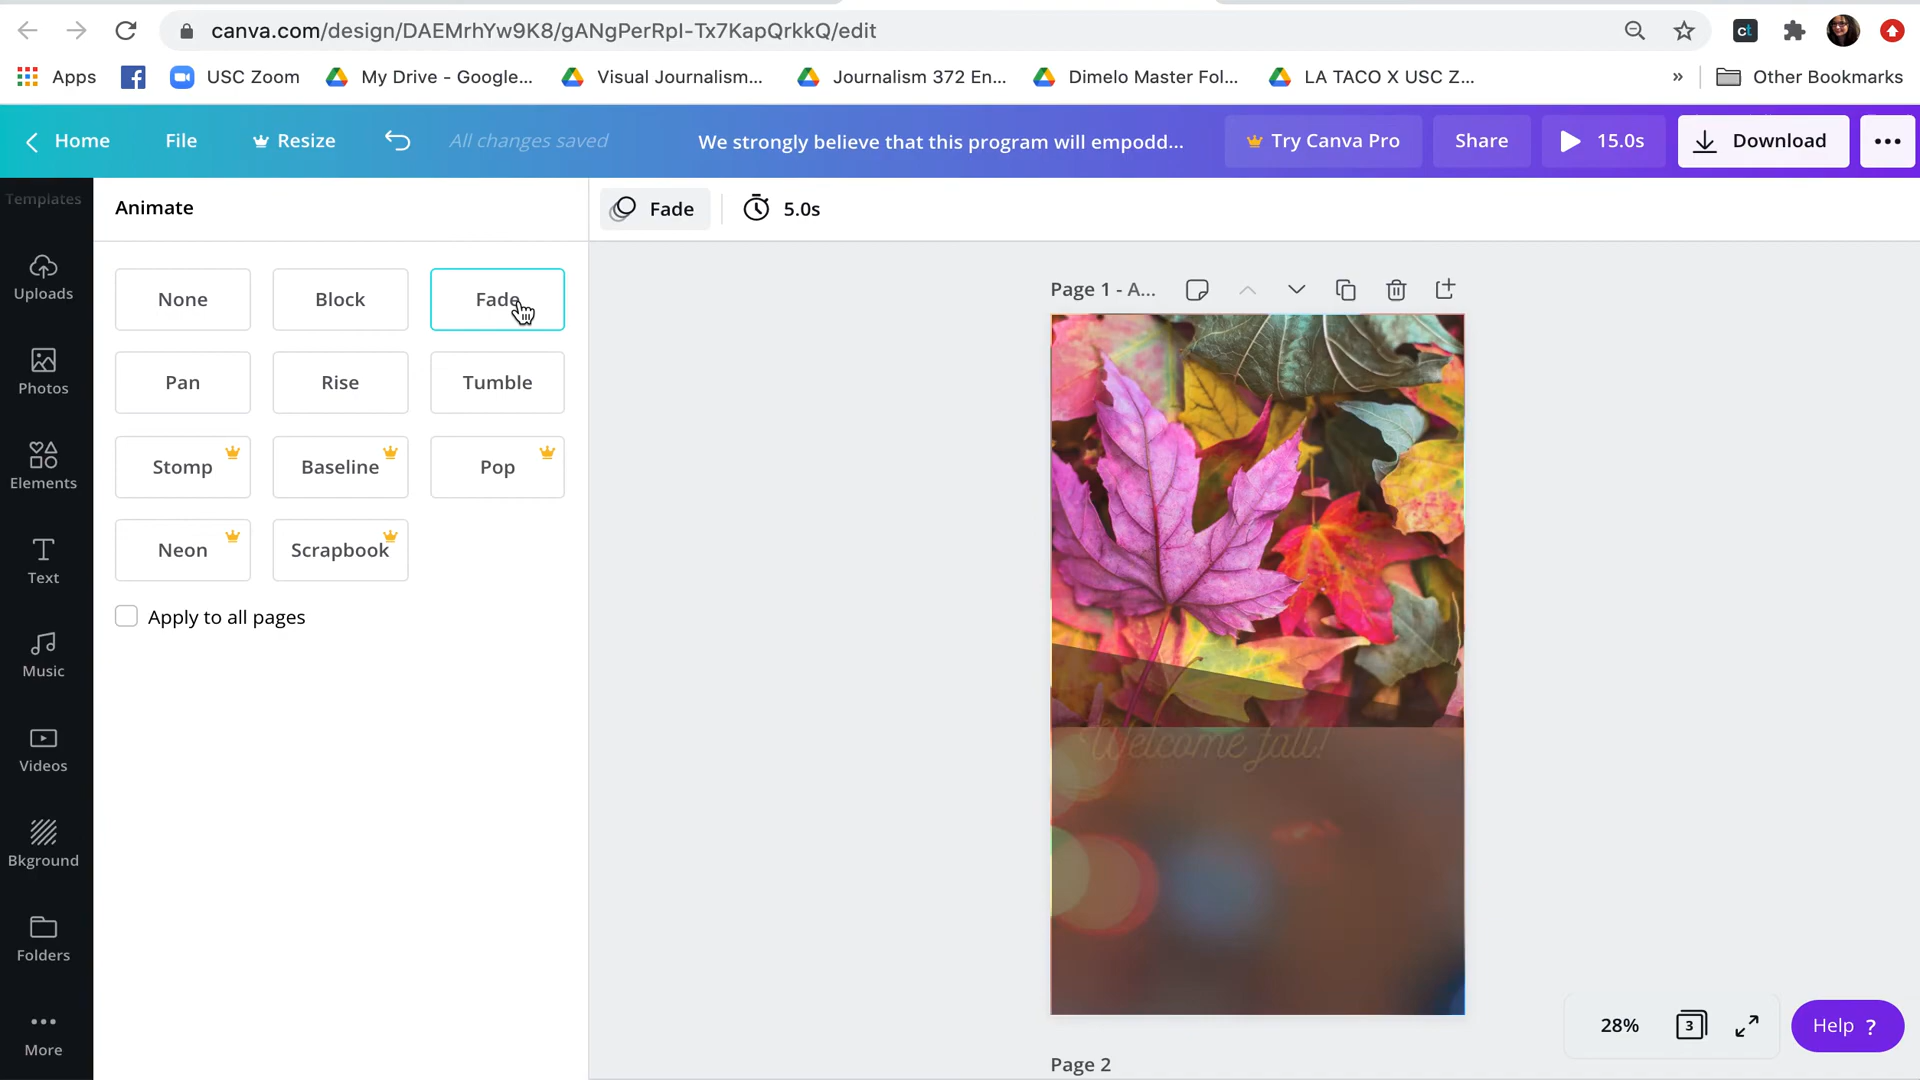 canva.com/design/DAEMrhYw9K8/gANgPerRpI-Tx7KapQrkkQ/edit
ct
Apps
USC Zoom
My Drive - Google...
Visual Journalism...
Journalism 372 En...
Dimelo Master Fol...
LA TACO X USC Z...
»
Other Bookmarks
Home
File
Resize
All changes saved
We strongly believe that this program will empodd...
Try Canva Pro
Share
15.0s
Download
Templates
Uploads
Photos
Elements
Text
Music
Videos
Bkground
Folders
More
Animate
None
Block
Fade
Pan
Rise
Tumble
Stomp
Baseline
Pop
Neon
Scrapbook
Apply to all pages
Fade
5.0s
Page 1 - A...
Welcome fall!
Page 2
28%
3
Help ?